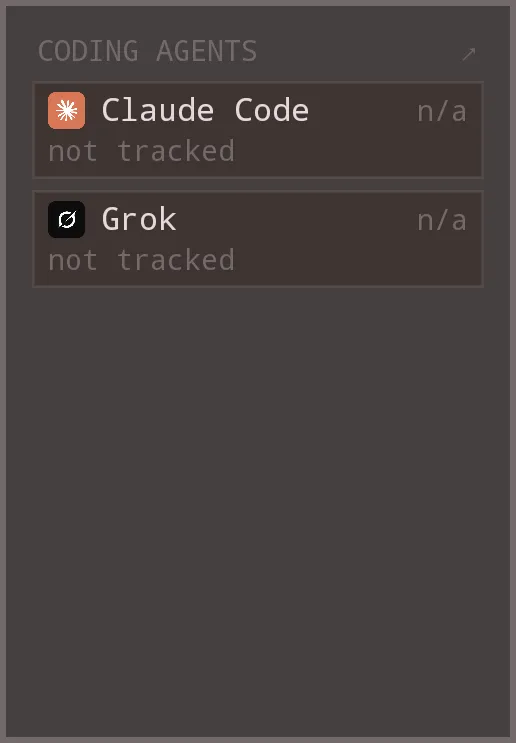 CODING AGENTS ↗
Claude Code n/a
not tracked
Grok n/a
not tracked